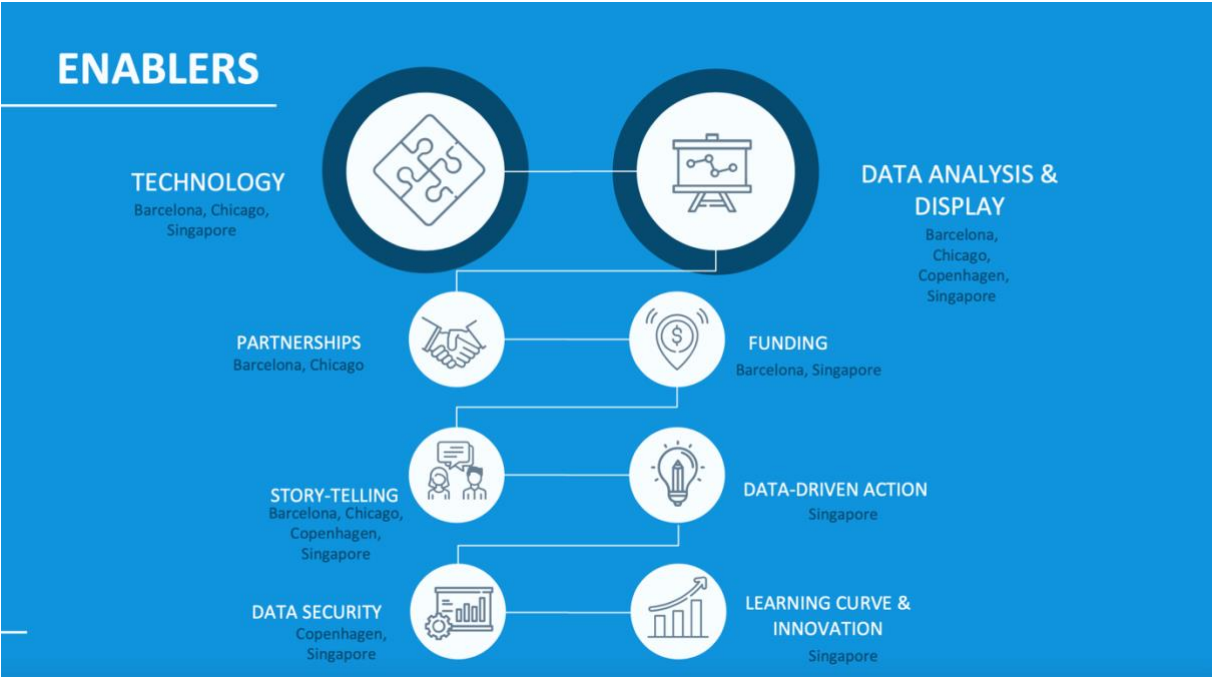 ENABLERS
TECHNOLOGY
Barcelona, Chicago,
Singapore
DATA ANALYSIS &
DISPLAY
Barcelona,
Chicago,
Copenhagen,
Singapore
PARTNERSHIPS
Barcelona, Chicago
$
FUNDING
Barcelona, Singapore
STORY-TELLING
Barcelona, Chicago,
Copenhagen,
Singapore
DATA-DRIVEN ACTION
Singapore
DATA SECURITY
Copenhagen,
Singapore
LEARNING CURVE &
INNOVATION
Singapore